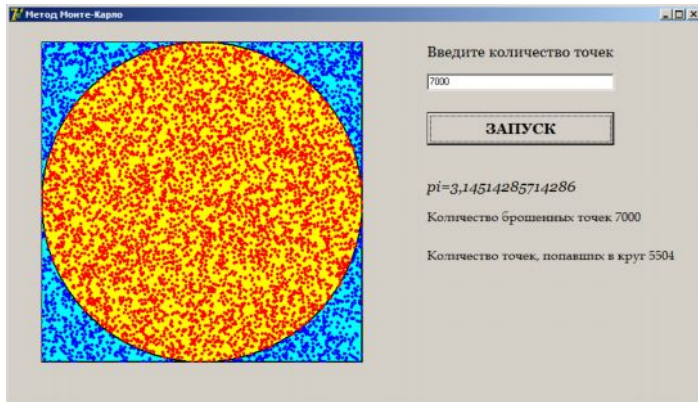 Метод Монте-Карло
Введите количество точек
7000
ЗАПУСК
pi=3,14514285714286
Количество брошенных точек 7000
Количество точек, попавших в круг 5504